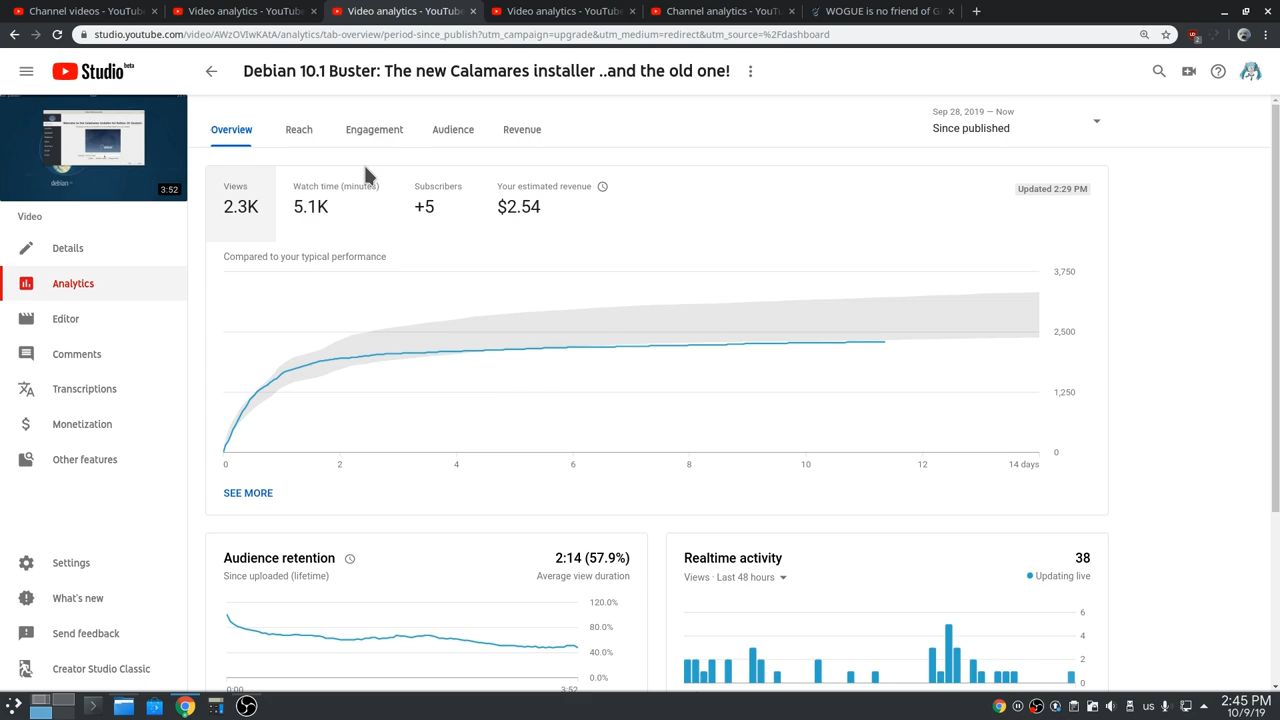 Channel videos - YouTube
Video analytics - YouTube
Video analytics - YouTube
Video analytics - YouTube
Channel analytics - YouTu
WOGUE is no friend of G
studio.youtube.com/video/AWzOVIwKAtA/analytics/tab-overview/period-since_publish?utm_campaign=upgrade&utm_medium=redirect&utm_source=%2Fdashboard
2
Studio beta
Debian 10.1 Buster: The new Calamares installer ..and the old one!
debian
3:52
Overview
Reach
Engagement
Audience
Revenue
Sep 28, 2019 — Now
Since published
Views
2.3K
Watch time (minutes)
5.1K
Subscribers
+5
Your estimated revenue
$2.54
Updated 2:29 PM
Video
Details
Analytics
Editor
Comments
Transcriptions
Monetization
Other features
Settings
What's new
Send feedback
Creator Studio Classic
Compared to your typical performance
3,750
2,500
1,250
0
0 2 4 6 8 10 12 14 days
SEE MORE
Audience retention
2:14 (57.9%)
Since uploaded (lifetime)
Average view duration
120.0%
80.0%
40.0%
0.0%
0:00 3:52
Realtime activity
38
Views · Last 48 hours
Updating live
6
4
2
0
us
2:45 PM
10/9/19